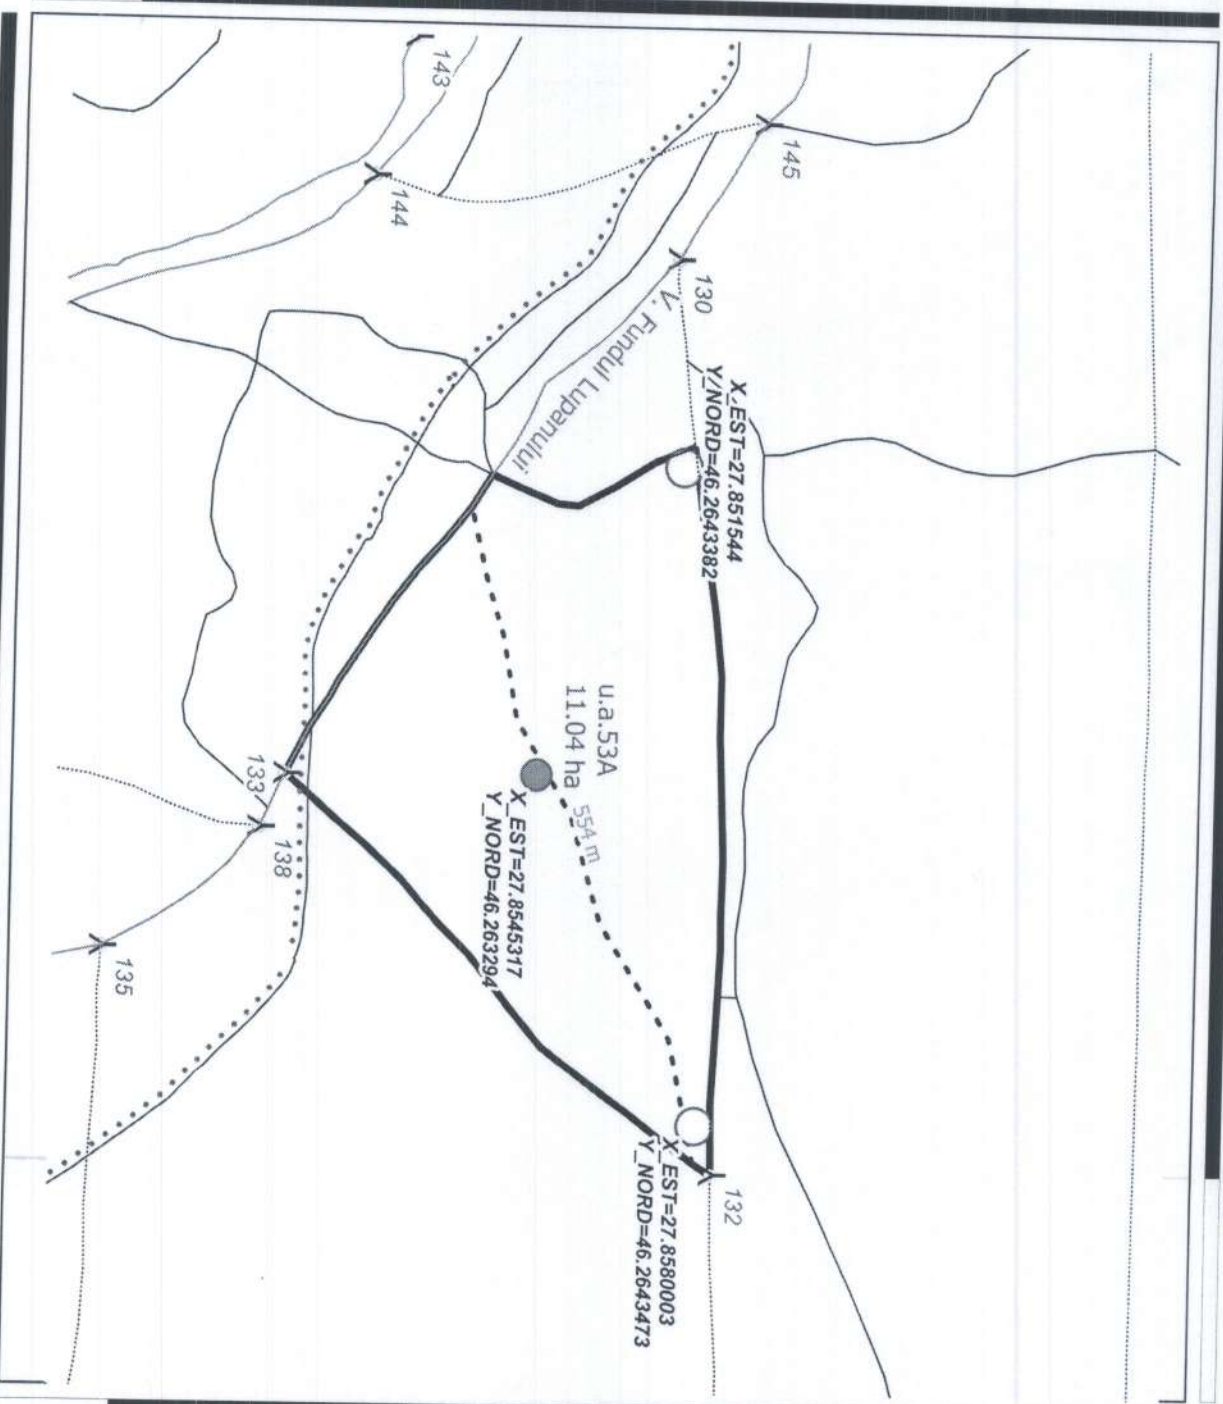 143
144
145
130
V. Fundul Lupanului
X_EST=27.851544
Y_NORD=46.2643382
u.a.53A
11.04 ha
554 m
X_EST=27.8545317
Y_NORD=46.263294
133
138
135
132
X_EST=27.8580003
Y_NORD=46.2643473